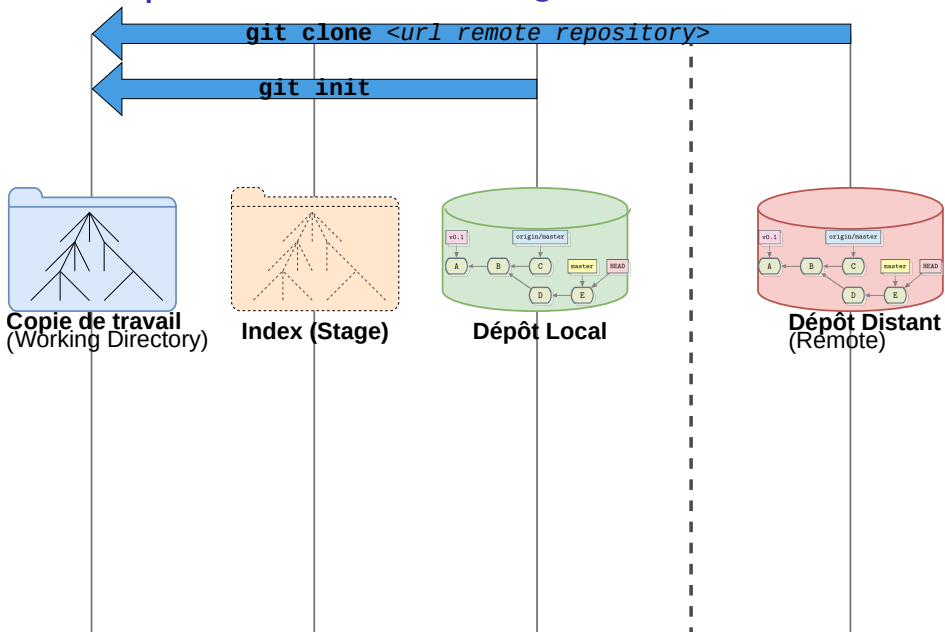 git clone <url remote repository>
git init
v0.1
origin/master
A
B
C
master
HEAD
D
E
v0.1
origin/master
A
B
C
master
HEAD
D
E
Copie de travail
(Working Directory)
Index (Stage)
Dépôt Local
Dépôt Distant
(Remote)